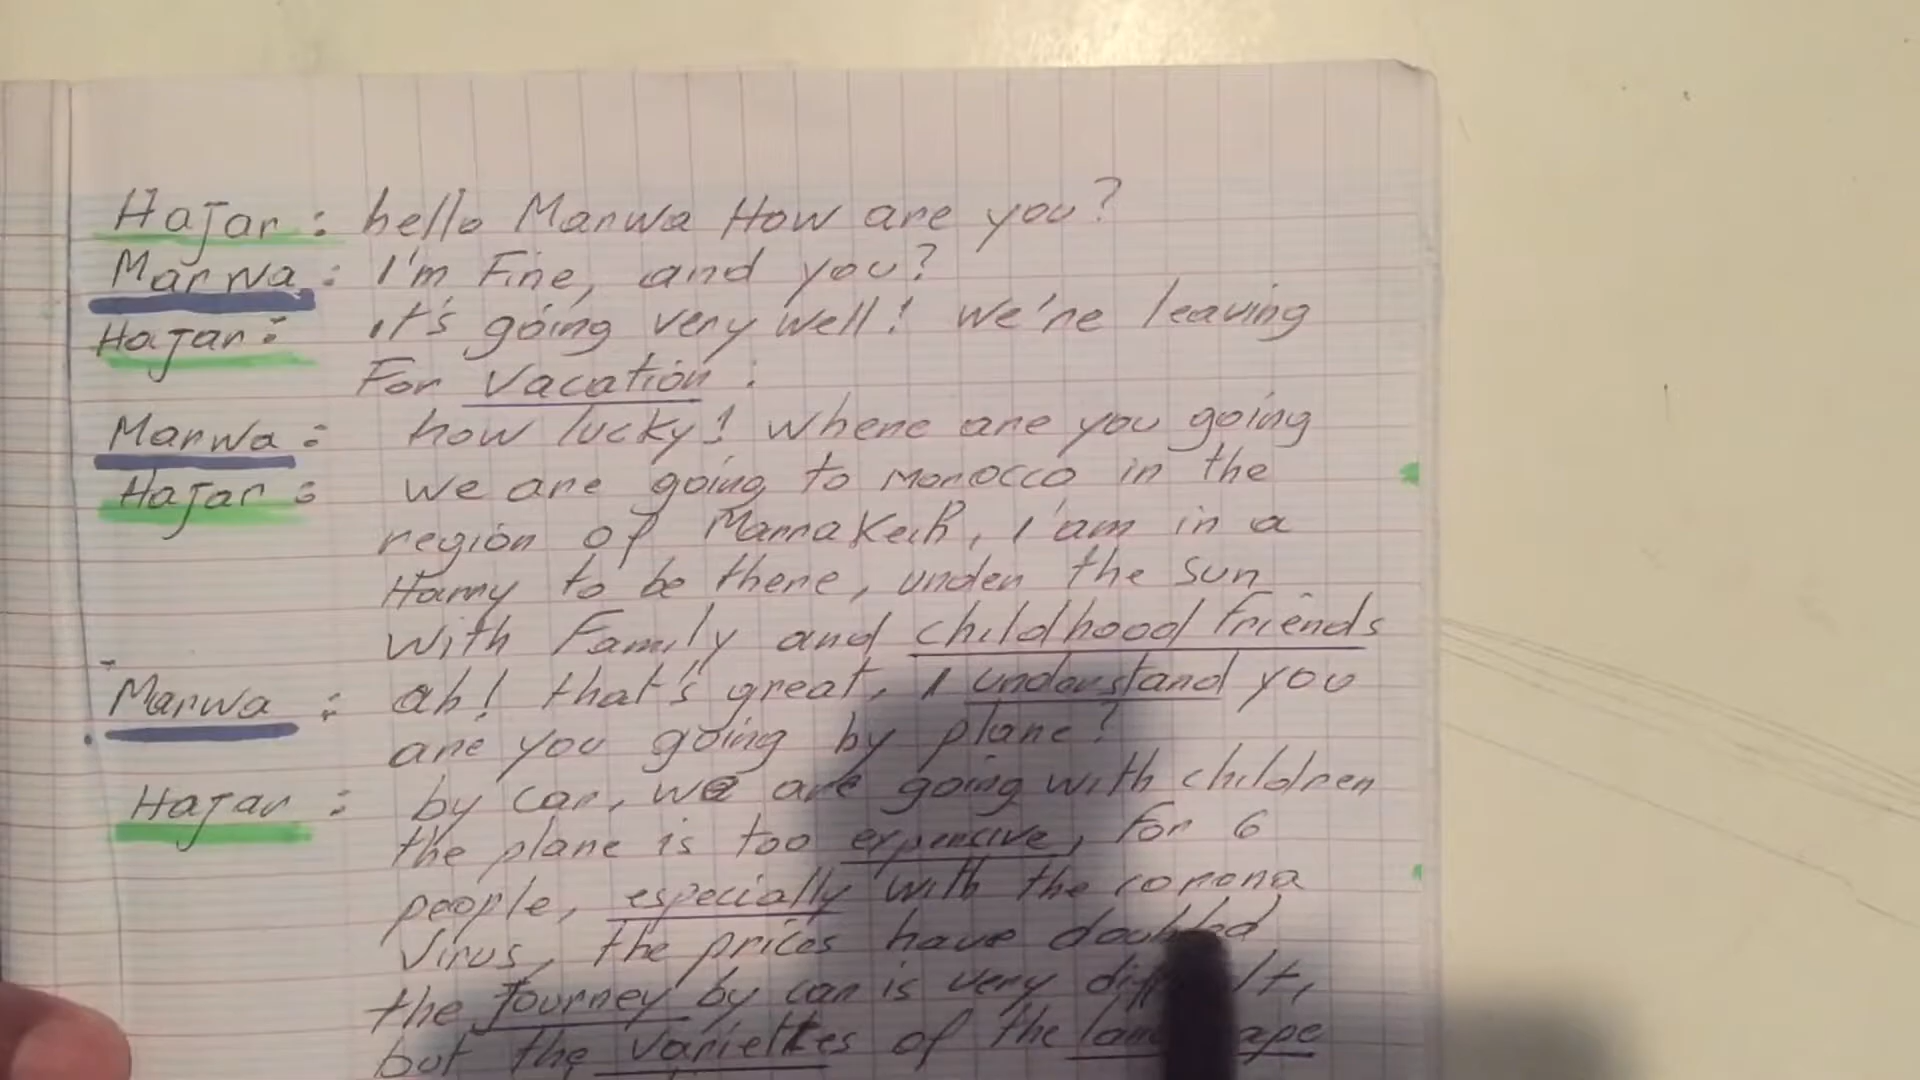 Hajar : hello Marwa How are you?
Marwa : I'm Fine, and you?
Hajar : it's going very well! we're leaving
For vacation :
Marwa : how lucky! where are you going
Hajar : we are going to Morocco in the
region of Marrakech, I'am in a
Hurry to be there, under the sun
with Family and childhood friends
Marwa : ah! that's great, I understand you
are you going by plane?
Hajar : by car, we are going with children
the plane is too expensive, for 6
people, especially with the corona
Virus, the prices have doubled
the journey by car is very
but the of the